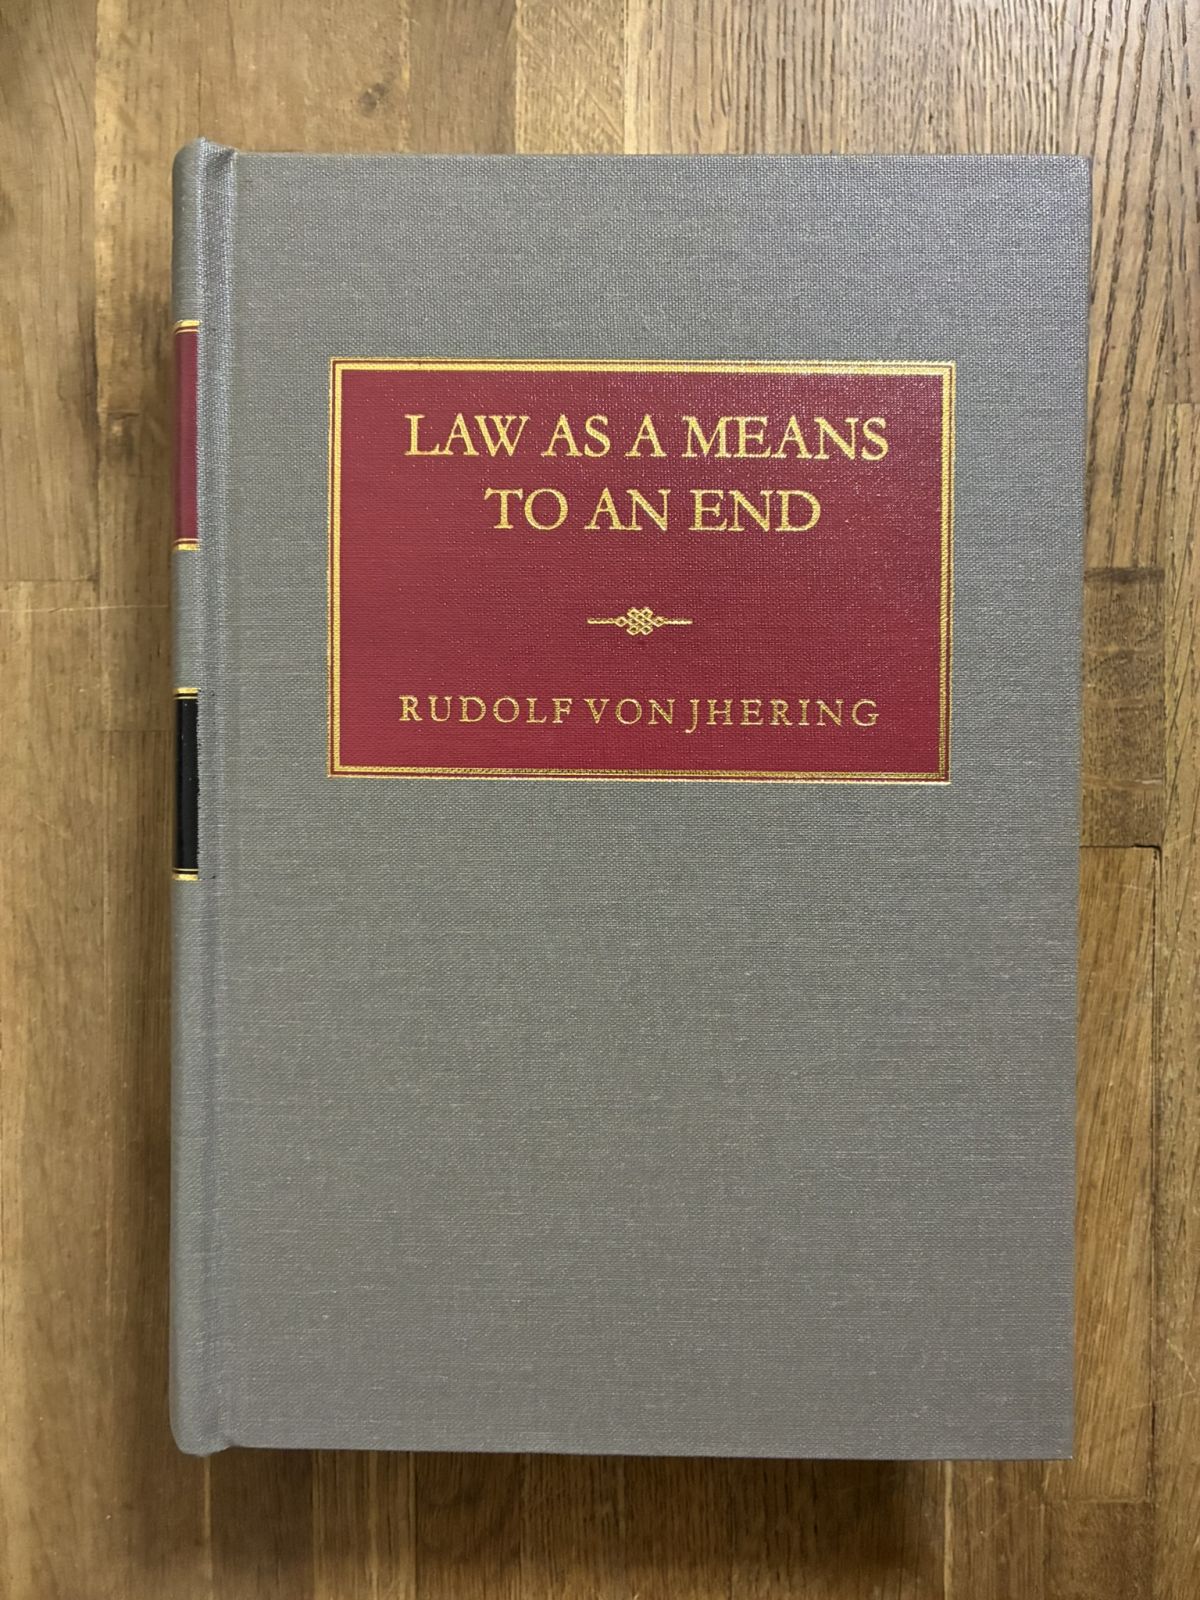 LAW AS A MEANS
TO AN END
RUDOLF VON JHERING